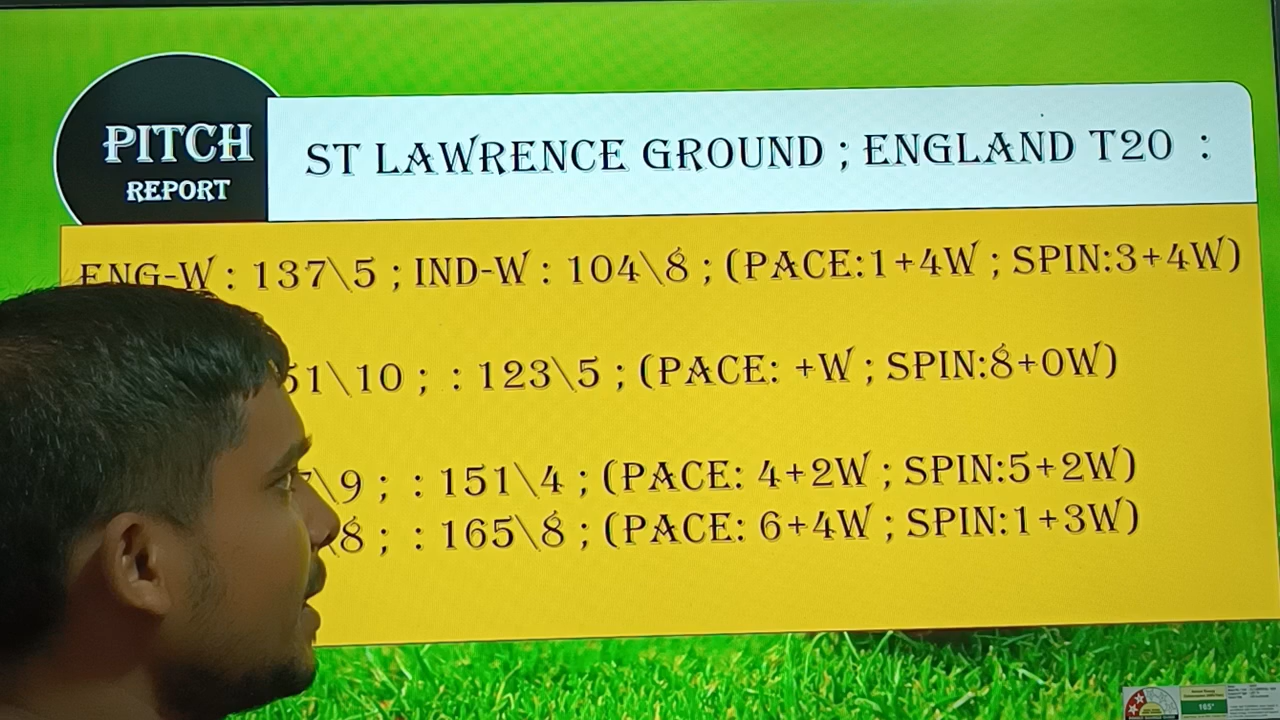 PITCH
REPORT
ST LAWRENCE GROUND ; ENGLAND T20 :
ENG-W : 137\5 ; IND-W : 104\8 ; (PACE:1+4W ; SPIN:3+4W)
51\10 ; : 123\5 ; (PACE: +W ; SPIN:8+0W)
\9 ; : 151\4 ; (PACE: 4+2W ; SPIN:5+2W)
\8 ; : 165\8 ; (PACE: 6+4W ; SPIN:1+3W)
165°